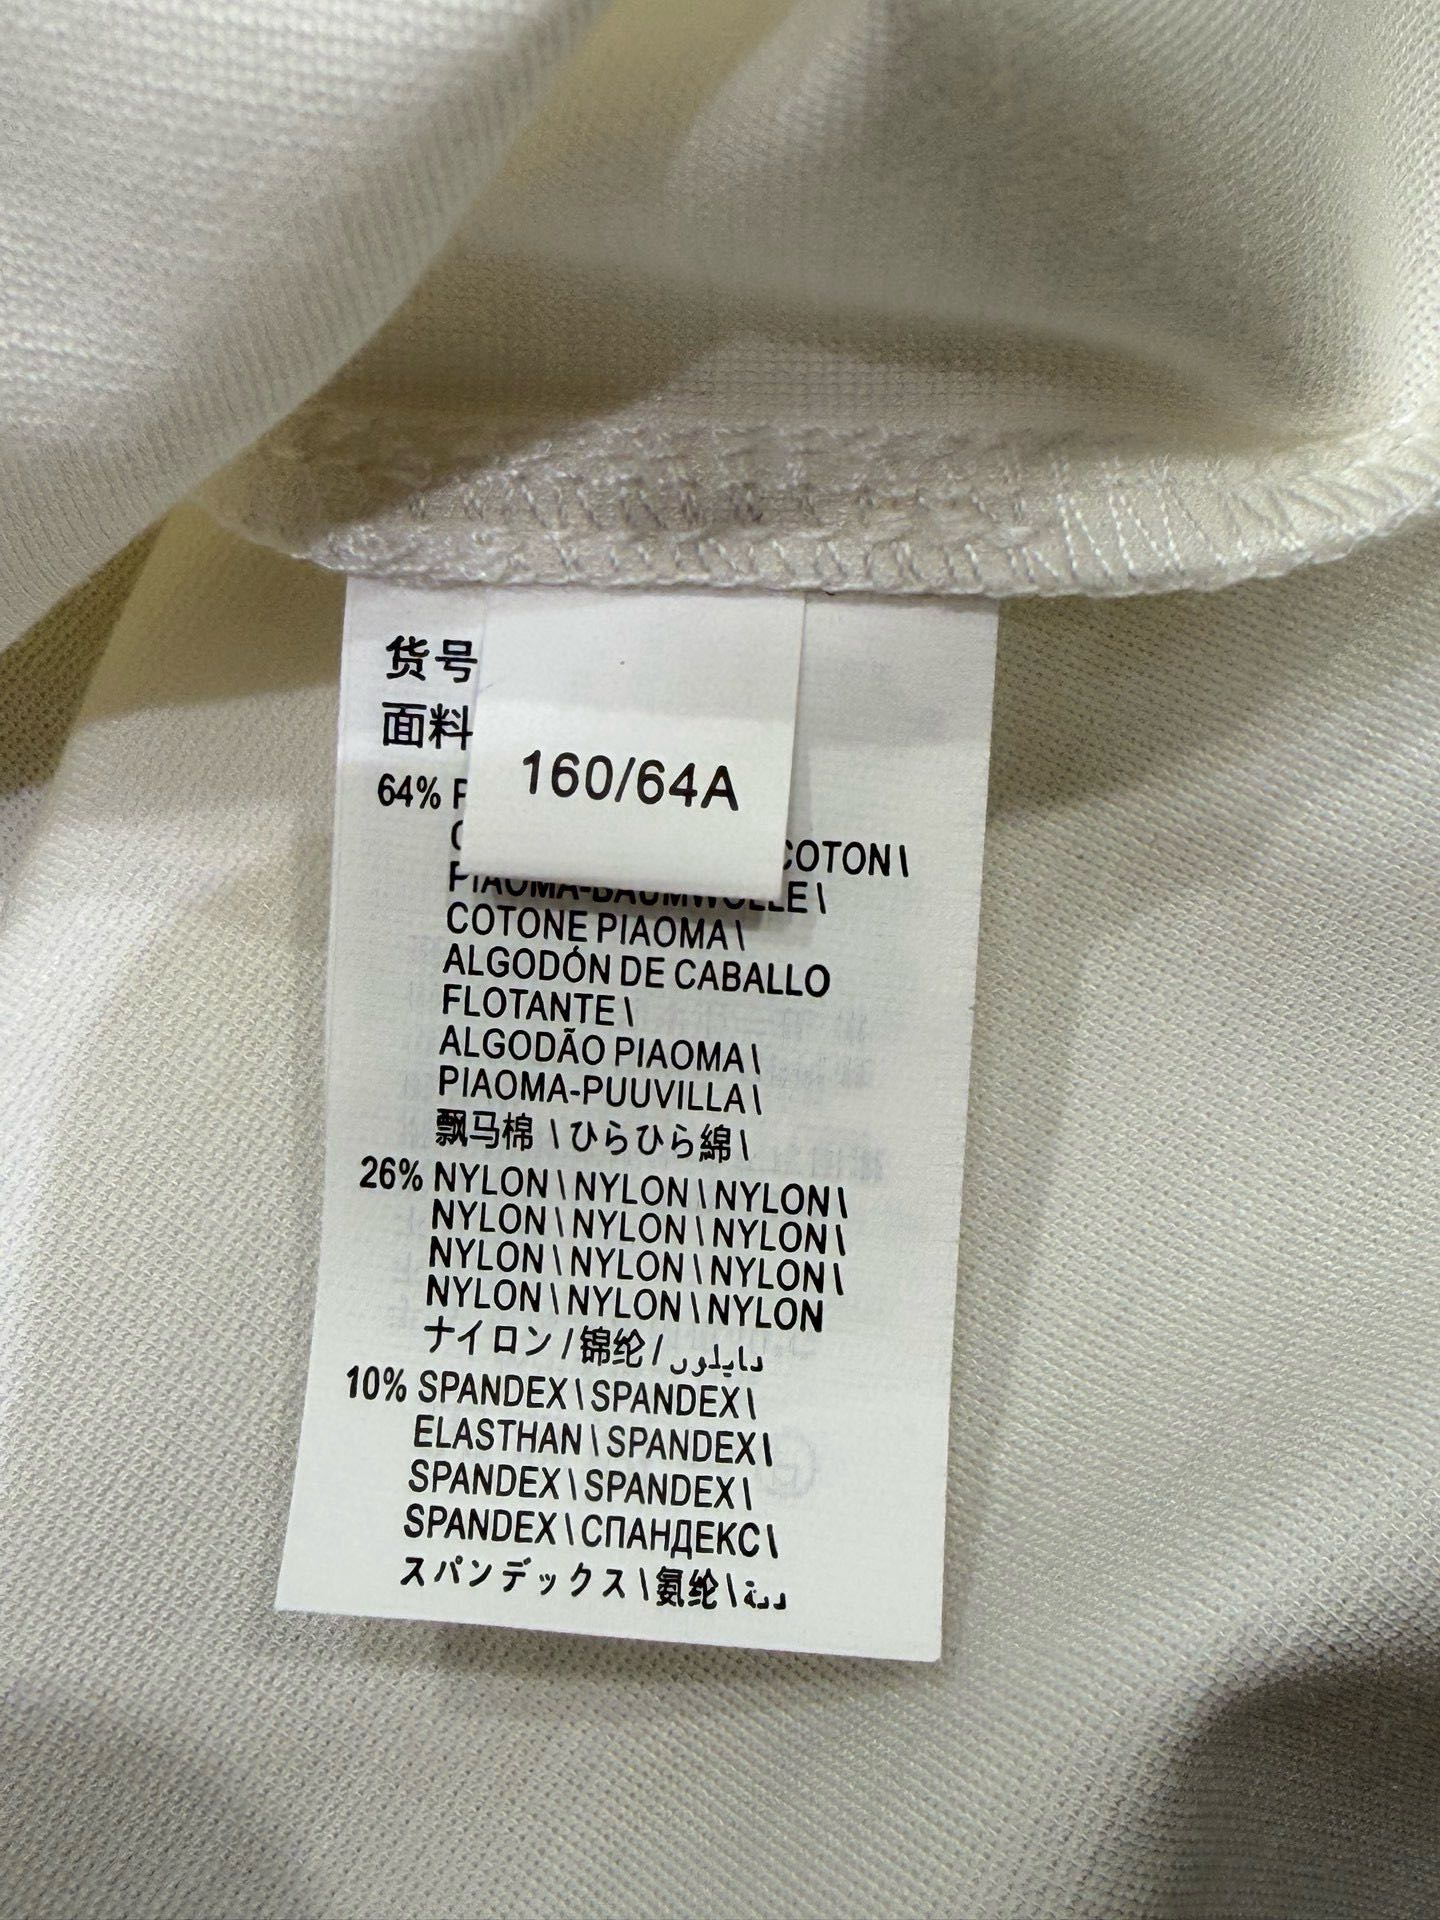 货号
面料
160/64A
64%
COTON\
PIAOMA-BAUMWOLLE\
COTONE PIAOMA\
ALGODÓN DE CABALLO
FLOTANTE\
ALGODÃO PIAOMA\
PIAOMA-PUUVILLA\
飘马棉\ひらひら綿\
26% NYLON\NYLON\NYLON\
NYLON\NYLON\NYLON\
NYLON\NYLON\NYLON\
NYLON\NYLON\NYLON
ナイロン/锦纶/
10% SPANDEX\SPANDEX\
ELASTHAN\SPANDEX\
SPANDEX\SPANDEX\
SPANDEX\СПАНДЕКС\
スパンデックス\氨纶\